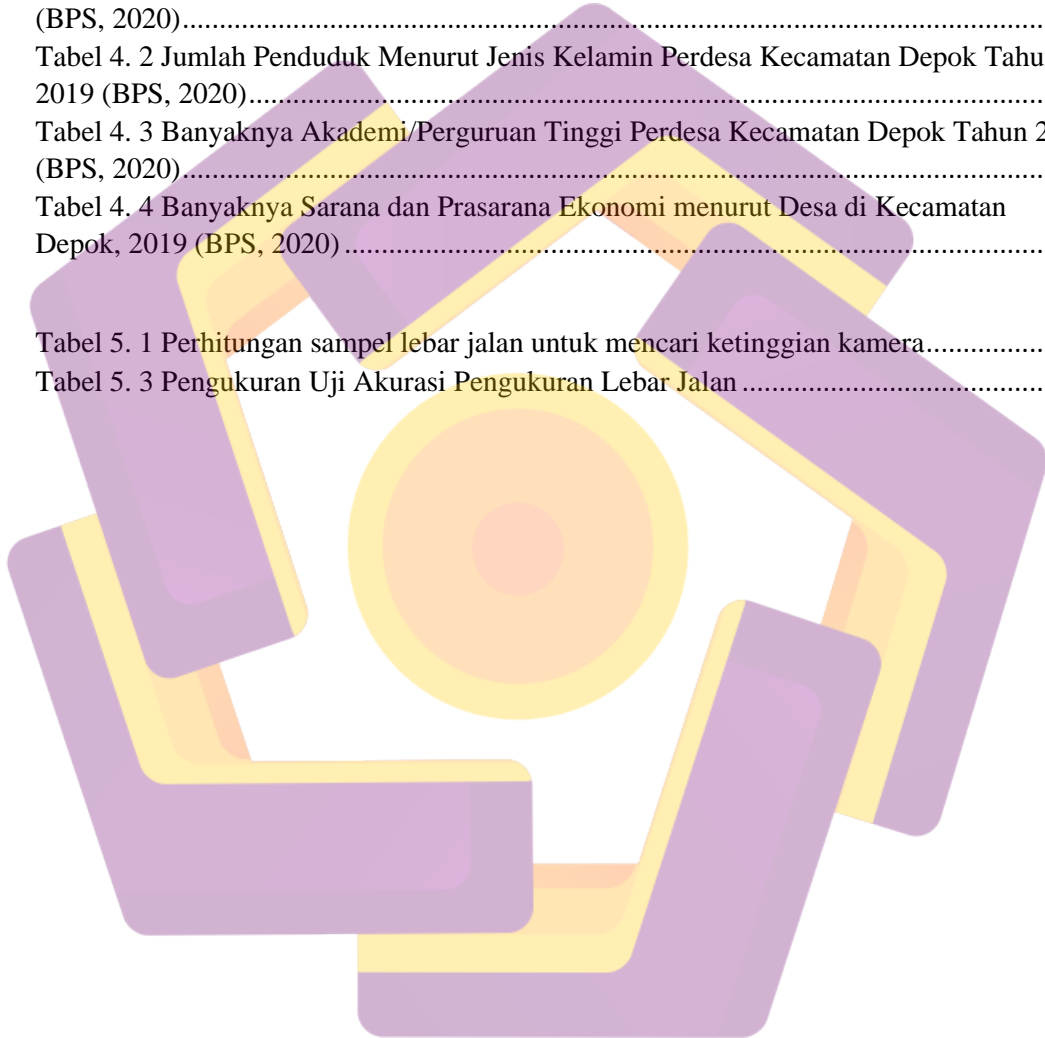 (BPS, 2020)...............................................................................................................
Tabel 4. 2 Jumlah Penduduk Menurut Jenis Kelamin Perdesa Kecamatan Depok Tahu
2019 (BPS, 2020)......................................................................................................
Tabel 4. 3 Banyaknya Akademi/Perguruan Tinggi Perdesa Kecamatan Depok Tahun 2
(BPS, 2020)...............................................................................................................
Tabel 4. 4 Banyaknya Sarana dan Prasarana Ekonomi menurut Desa di Kecamatan
Depok, 2019 (BPS, 2020) .........................................................................................
Tabel 5. 1 Perhitungan sampel lebar jalan untuk mencari ketinggian kamera...............
Tabel 5. 3 Pengukuran Uji Akurasi Pengukuran Lebar Jalan ......................................